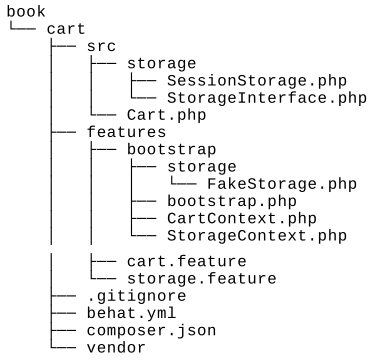 book
└── cart
    ├── src
    │   ├── storage
    │   │   ├── SessionStorage.php
    │   │   └── StorageInterface.php
    │   └── Cart.php
    ├── features
    │   ├── bootstrap
    │   │   ├── storage
    │   │   │   └── FakeStorage.php
    │   │   ├── bootstrap.php
    │   │   ├── CartContext.php
    │   │   └── StorageContext.php
    │   ├── cart.feature
    │   └── storage.feature
    ├── .gitignore
    ├── behat.yml
    ├── composer.json
    └── vendor